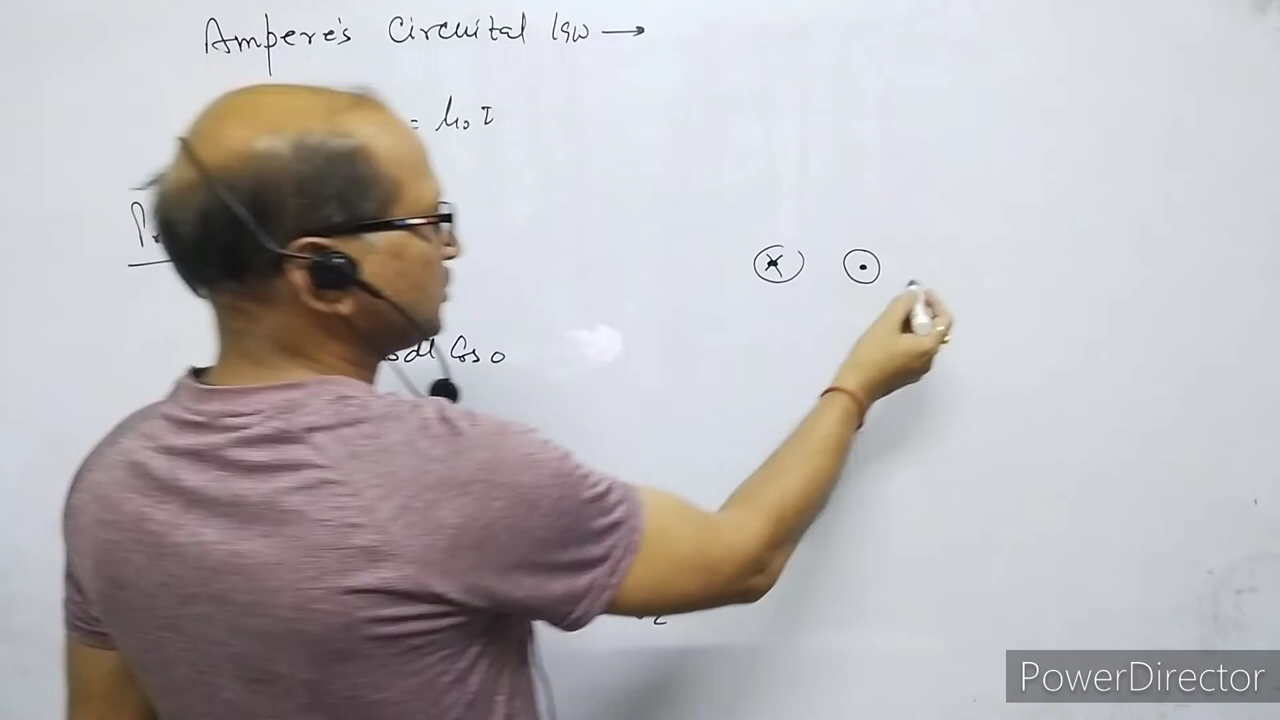 Ampere's Circuital law →
= μ₀ I
dl Cos 0
PowerDirector